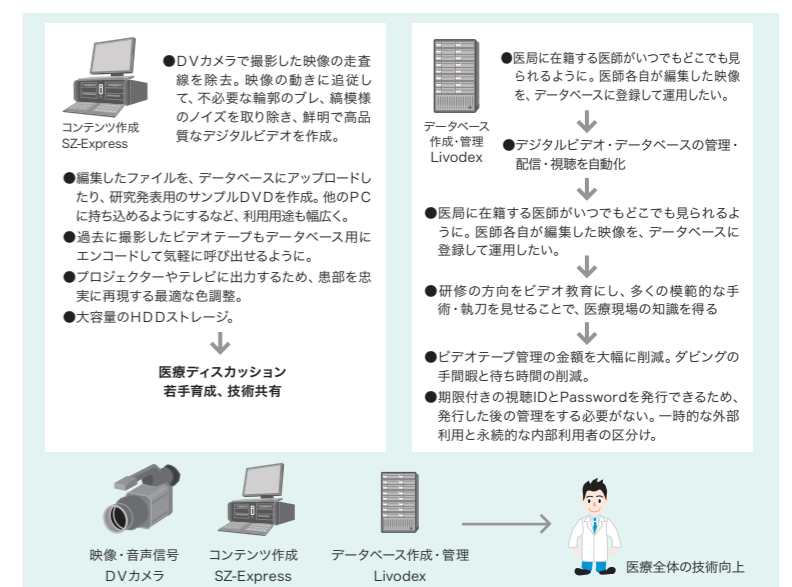 ●DVカメラで撮影した映像の走査
線を除去。映像の動きに追従し
て、不必要な輪郭のブレ、縞模様
のノイズを取り除き、鮮明で高品
質なデジタルビデオを作成。
コンテンツ作成
SZ-Express
●編集したファイルを、データベースにアップロードし
たり、研究発表用のサンプルDVDを作成。他のPC
に持ち込めるようにするなど、利用用途も幅広く。
●過去に撮影したビデオテープもデータベース用に
エンコードして気軽に呼び出せるように。
●プロジェクターやテレビに出力するため、患部を忠
実に再現する最適な色調整。
●大容量のHDDストレージ。
医療ディスカッション
若手育成、技術共有
●医局に在籍する医師がいつでもどこでも見
られるように。医師各自が編集した映像
を、データベースに登録して運用したい。
データベース
作成・管理
Livodex
●デジタルビデオ・データベースの管理・
配信・視聴を自動化
●医局に在籍する医師がいつでもどこでも見られるよ
うに。医師各自が編集した映像を、データベースに
登録して運用したい。
●研修の方向をビデオ教育にし、多くの模範的な手
術・執刀を見せることで、医療現場の知識を得る
●ビデオテープ管理の金額を大幅に削減。ダビングの
手間暇と待ち時間の削減。
●期限付きの視聴IDとPasswordを発行できるため、
発行した後の管理をする必要がない。一時的な外部
利用と永続的な内部利用者の区分け。
映像・音声信号
DVカメラ
コンテンツ作成
SZ-Express
データベース作成・管理
Livodex
医療全体の技術向上